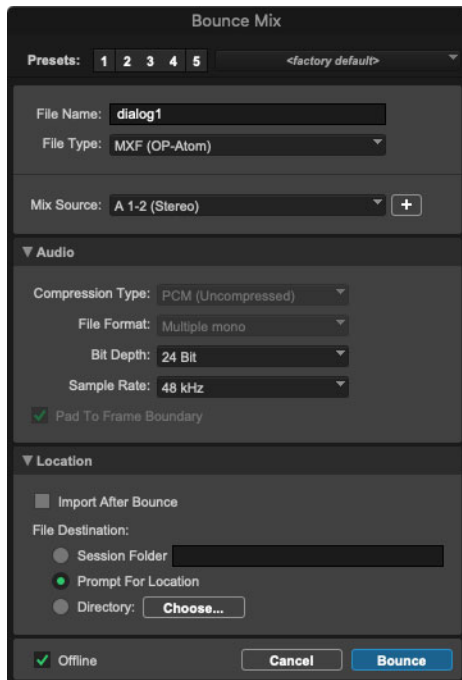 Bounce Mix
Presets: 1 2 3 4 5 <factory default>
File Name: dialog1
File Type: MXF (OP-Atom)
Mix Source: A 1-2 (Stereo) +
Audio
Compression Type: PCM (Uncompressed)
File Format: Multiple mono
Bit Depth: 24 Bit
Sample Rate: 48 kHz
Pad To Frame Boundary
Location
Import After Bounce
File Destination:
Session Folder
Prompt For Location
Directory: Choose...
Offline Cancel Bounce